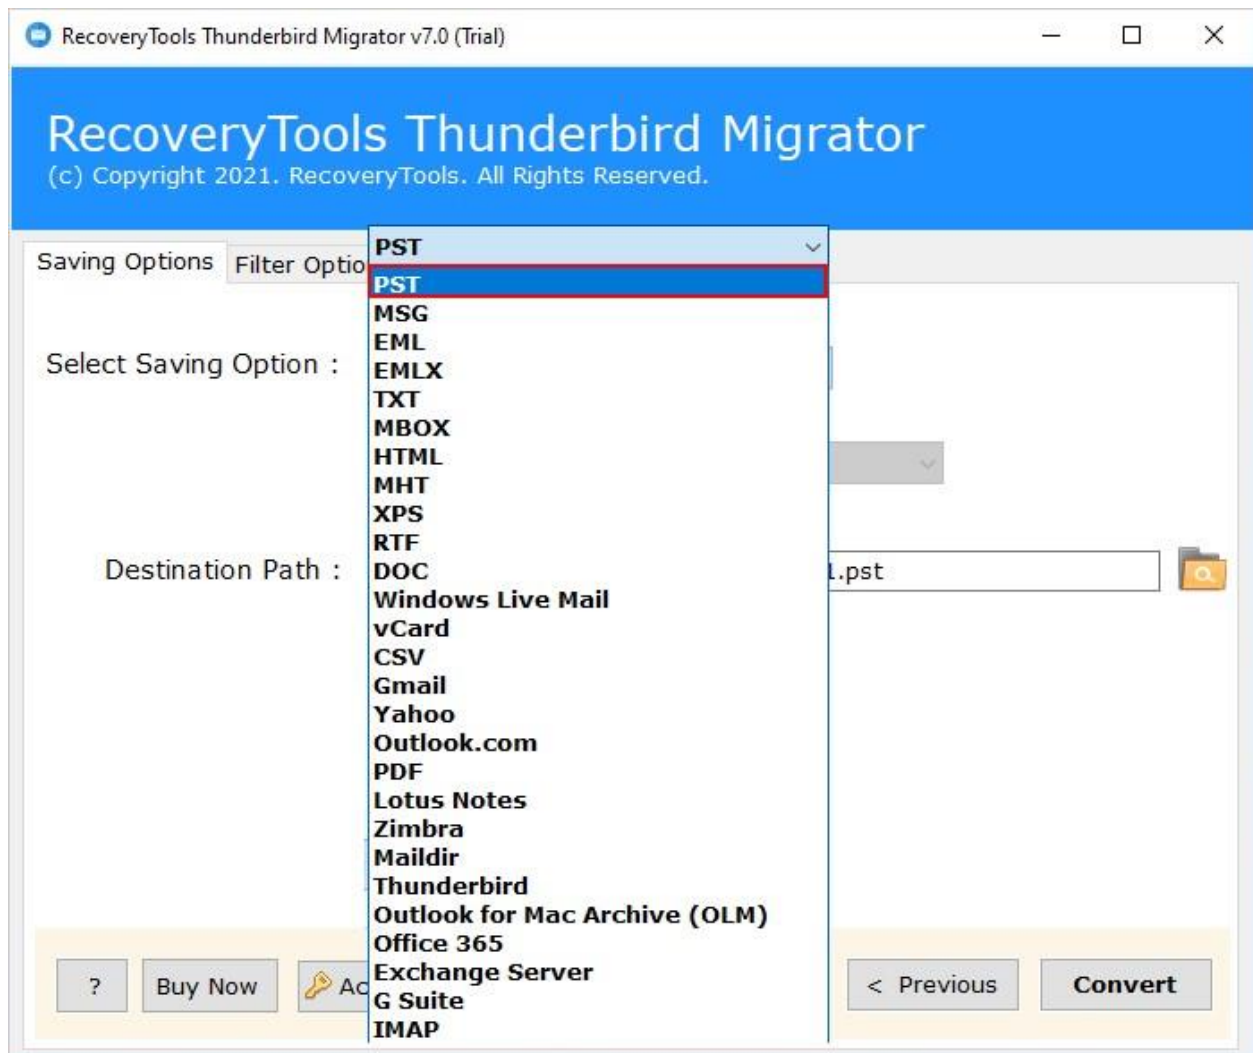 RecoveryTools Thunderbird Migrator v7.0 (Trial)
RecoveryTools Thunderbird Migrator
(c) Copyright 2021. RecoveryTools. All Rights Reserved.
Saving Options
Filter Optio
PST
PST
MSG
EML
Select Saving Option :
EMLX
TXT
MBOX
HTML
MHT
XPS
RTF
Destination Path :
DOC
.pst
Windows Live Mail
vCard
CSV
Gmail
Yahoo
Outlook.com
PDF
Lotus Notes
Zimbra
Maildir
Thunderbird
Outlook for Mac Archive (OLM)
Office 365
Exchange Server
G Suite
IMAP
?
Buy Now
Ac
< Previous
Convert